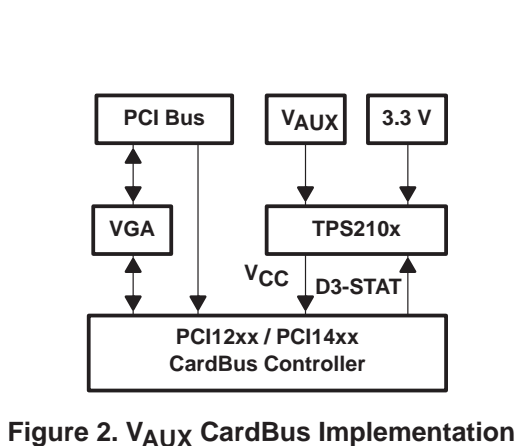 PCI Bus
VAUX
3.3 V
VGA
TPS210x
VCC
D3-STAT
PCI12xx / PCI14xx
CardBus Controller
Figure 2. VAUX CardBus Implementation